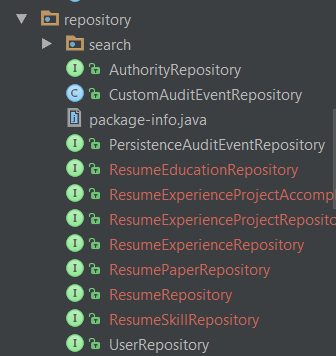 repository
search
AuthorityRepository
CustomAuditEventRepository
package-info.java
PersistenceAuditEventRepository
ResumeEducationRepository
ResumeExperienceProjectAccomp
ResumeExperienceProjectReposito
ResumeExperienceRepository
ResumePaperRepository
ResumeRepository
ResumeSkillRepository
UserRepository